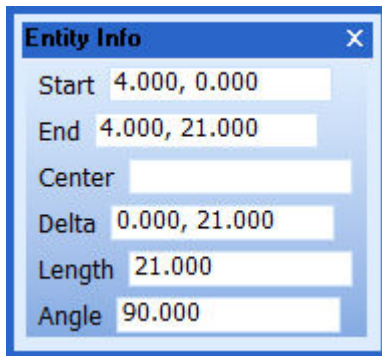 Entity Info
Start 4.000, 0.000
End 4.000, 21.000
Center
Delta 0.000, 21.000
Length 21.000
Angle 90.000